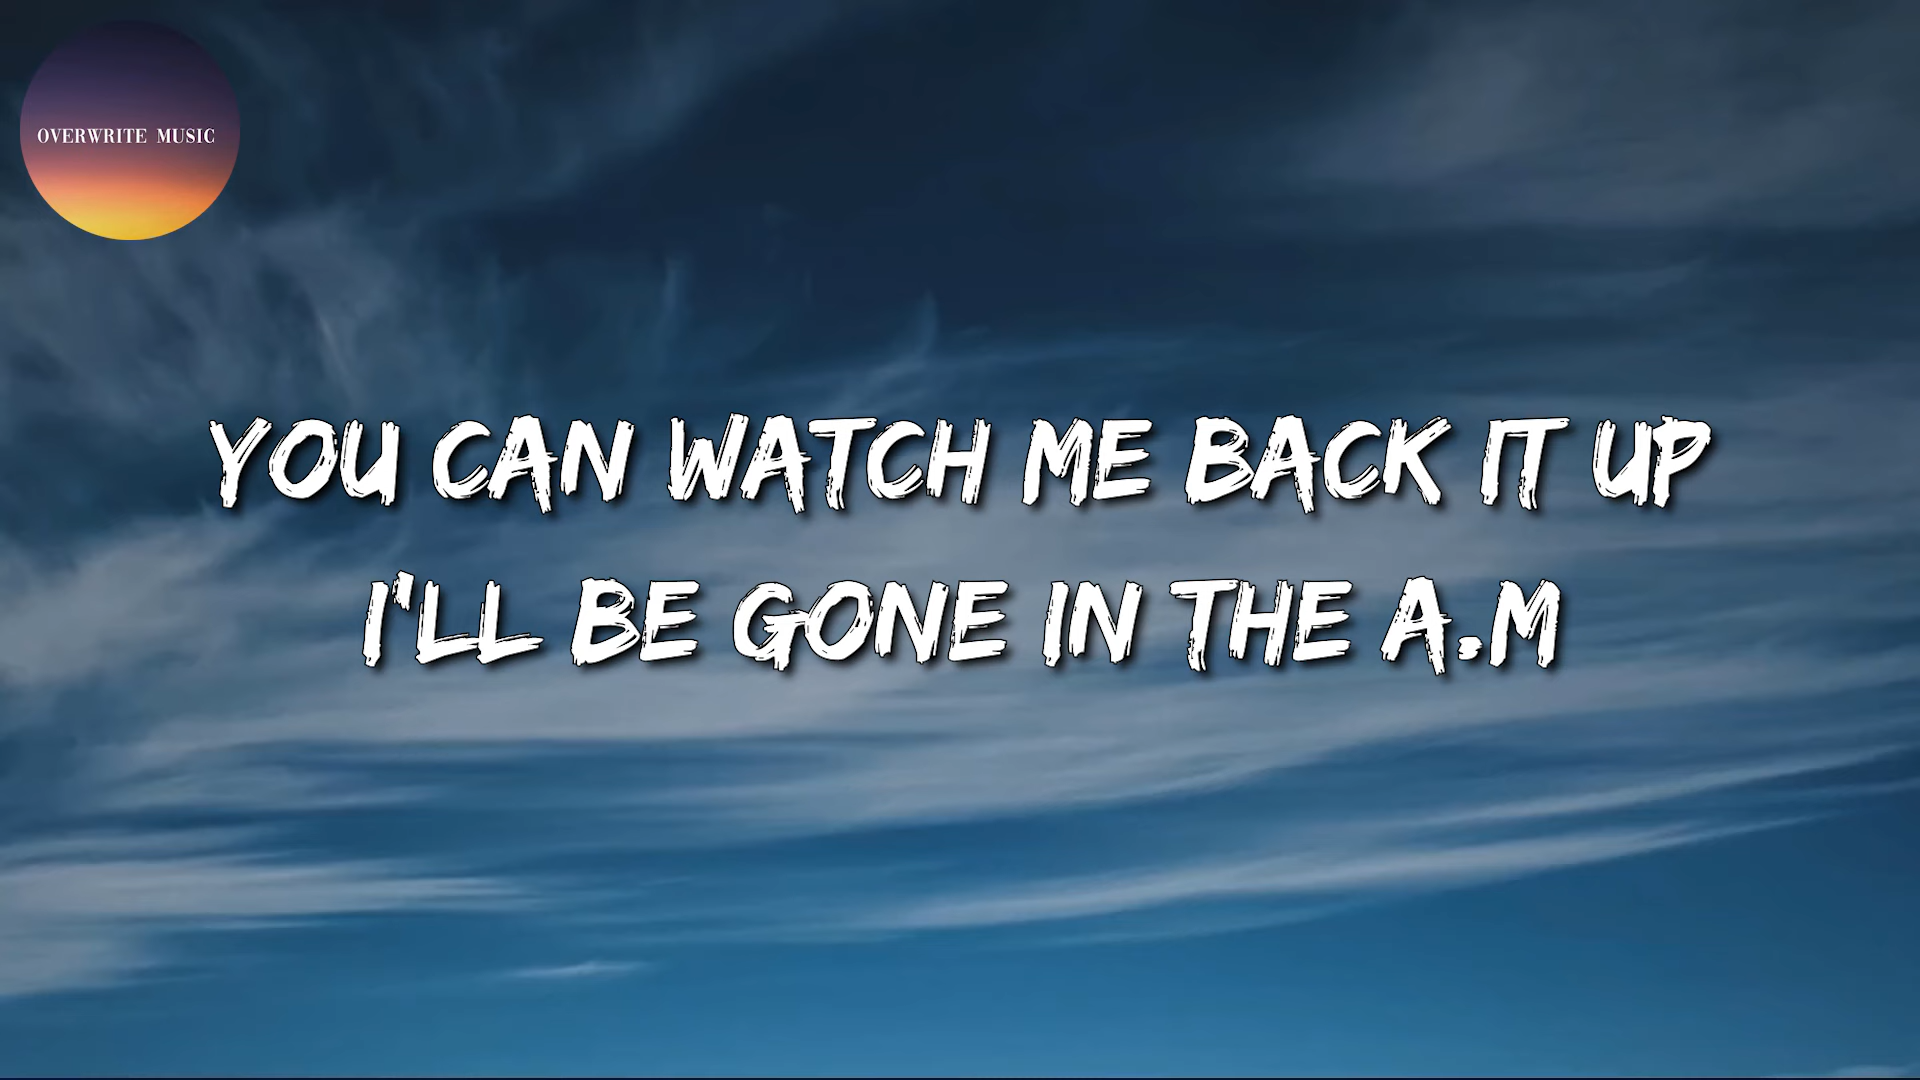 OVERWRITE MUSIC
YOU CAN WATCH ME BACK IT UP
I'LL BE GONE IN THE A.M